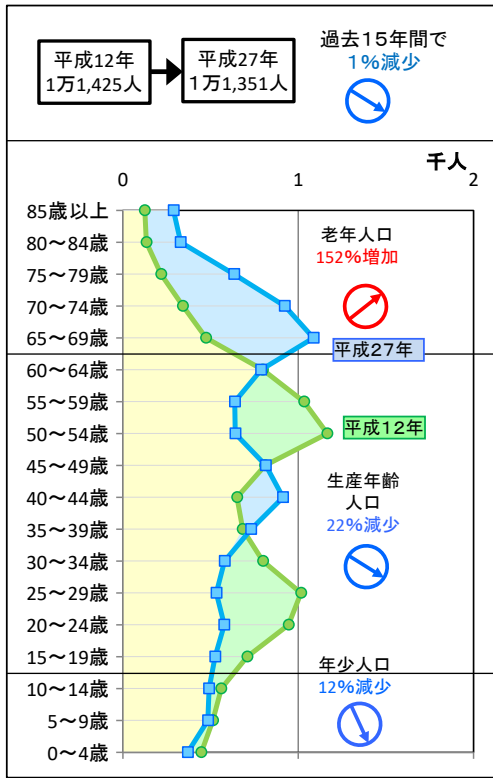 平成12年
1万1,425人
平成27年
1万1,351人
過去15年間で
1%減少
千人
0
1
2
85歳以上
80～84歳
75～79歳
70～74歳
65～69歳
60～64歳
55～59歳
50～54歳
45～49歳
40～44歳
35～39歳
30～34歳
25～29歳
20～24歳
15～19歳
10～14歳
5～9歳
0～4歳
老年人口
152%増加
平成27年
平成12年
生産年齢
人口
22%減少
年少人口
12%減少